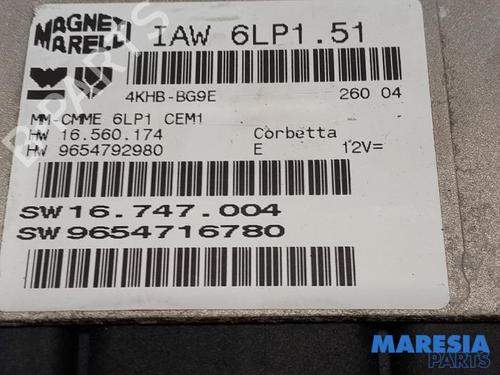 MAGNETI MARELLI
IAW 6LP1.51
4KHB-BG9E 260 04
MM-CMME 6LP1 CEM1
HW 16.560.174 Corbetta
HW 9654792980 E 12V=
SW 16.747.004
SW 9654716780
PARTS
MARESIA
PARTS